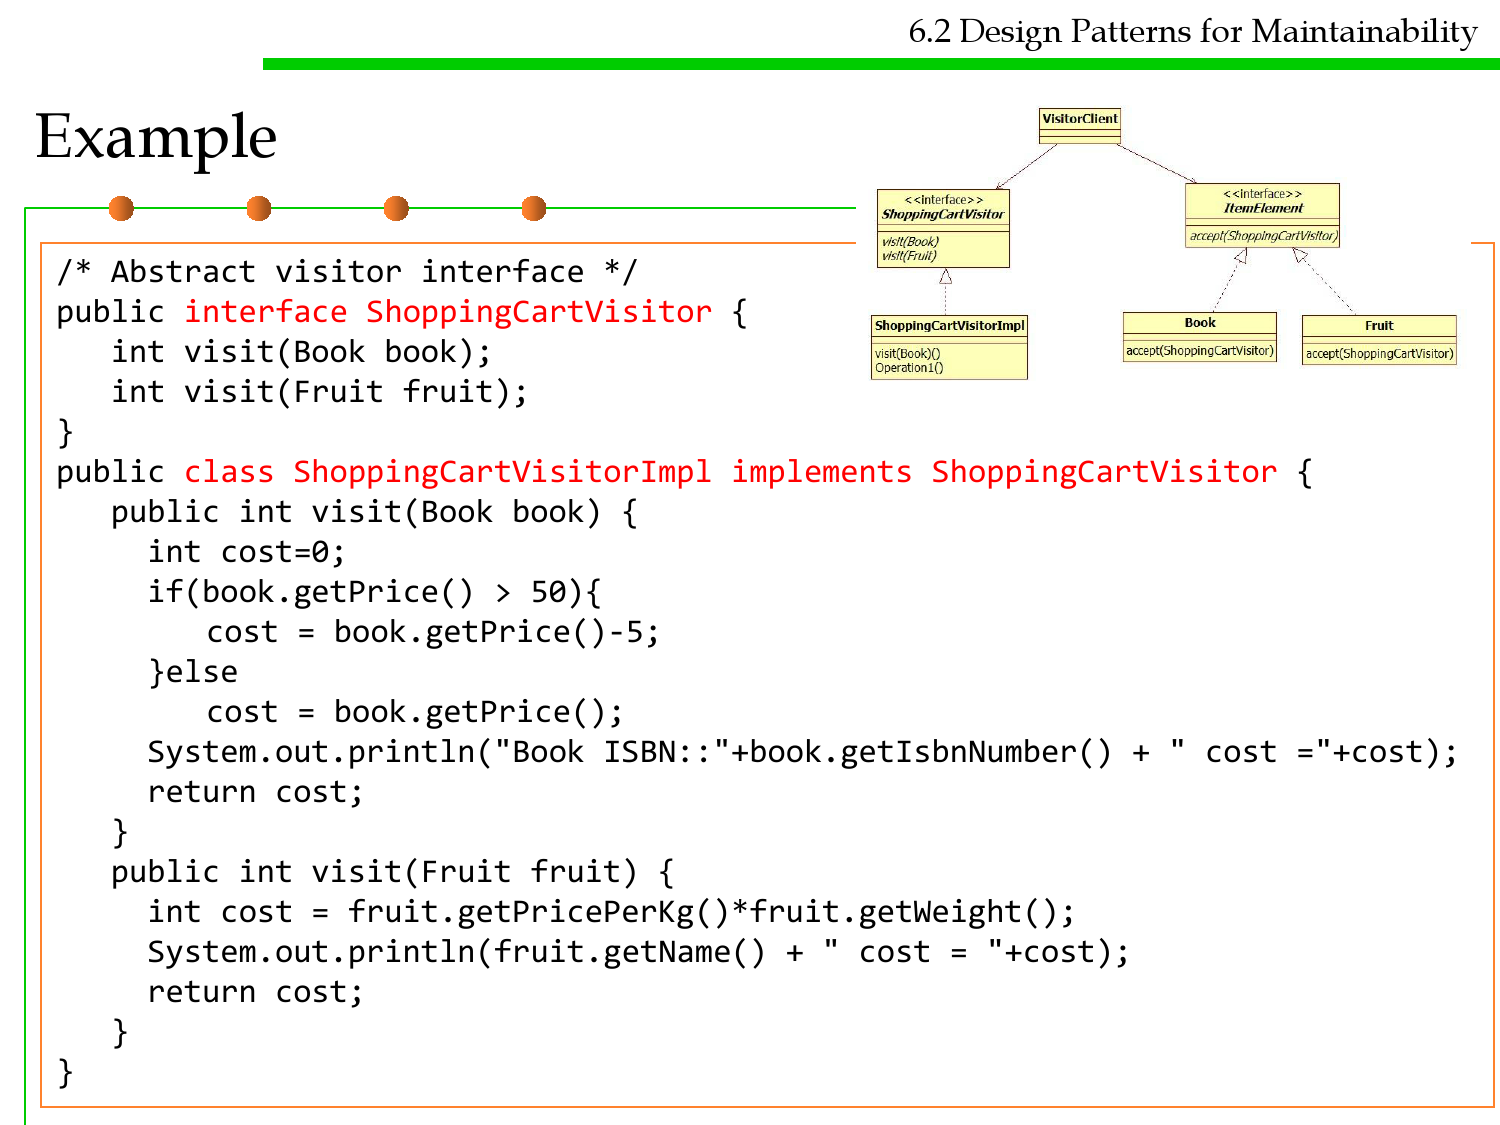 6.2 Design Patterns for Maintainability
Example
VisitorClient
<<interface>>
ShoppingCartVisitor
visit(Book)
visit(Fruit)
<<interface>>
ItemElement
accept(ShoppingCartVisitor)
ShoppingCartVisitorImpl
visit(Book)()
Operation1()
Book
accept(ShoppingCartVisitor)
Fruit
accept(ShoppingCartVisitor)
/* Abstract visitor interface */
public interface ShoppingCartVisitor {
int visit(Book book);
int visit(Fruit fruit);
}
public class ShoppingCartVisitorImpl implements ShoppingCartVisitor {
public int visit(Book book) {
int cost=0;
if(book.getPrice() > 50){
cost = book.getPrice()-5;
}else
cost = book.getPrice();
System.out.println("Book ISBN::"+book.getIsbnNumber() + " cost ="+cost);
return cost;
}
public int visit(Fruit fruit) {
int cost = fruit.getPricePerKg()*fruit.getWeight();
System.out.println(fruit.getName() + " cost = "+cost);
return cost;
}
}